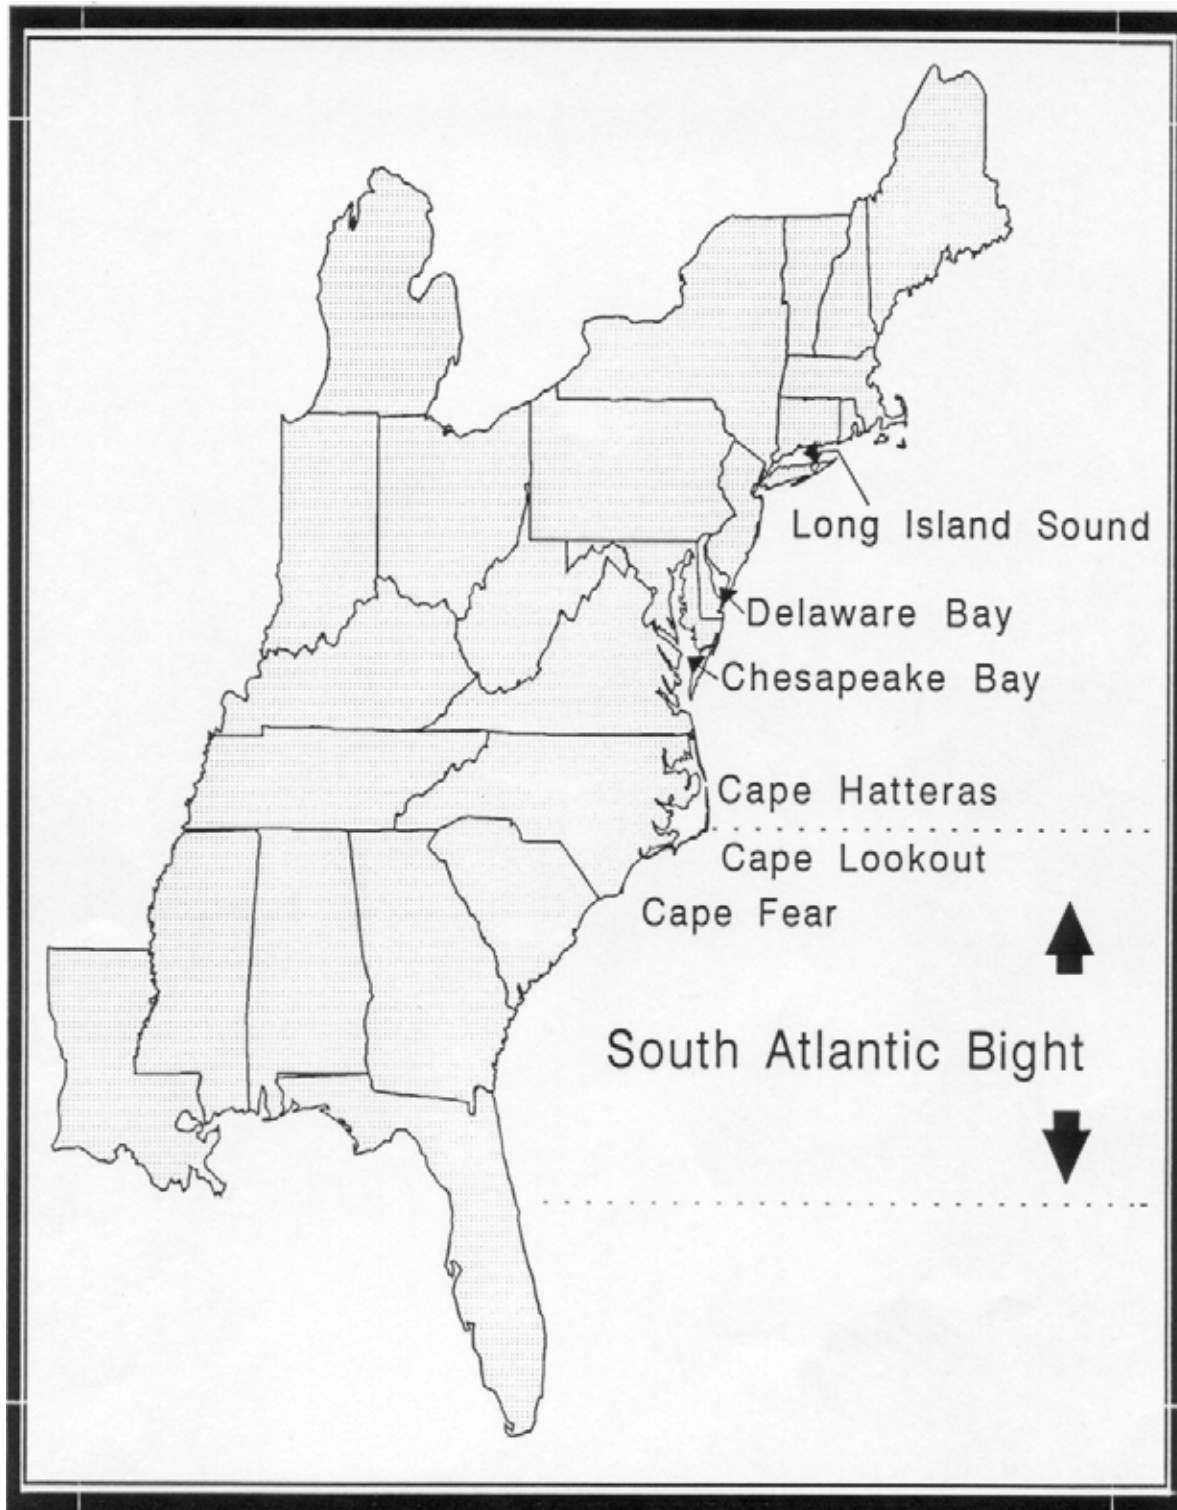 Long Island Sound
Delaware Bay
Chesapeake Bay
Cape Hatteras
Cape Lookout
Cape Fear
South Atlantic Bight